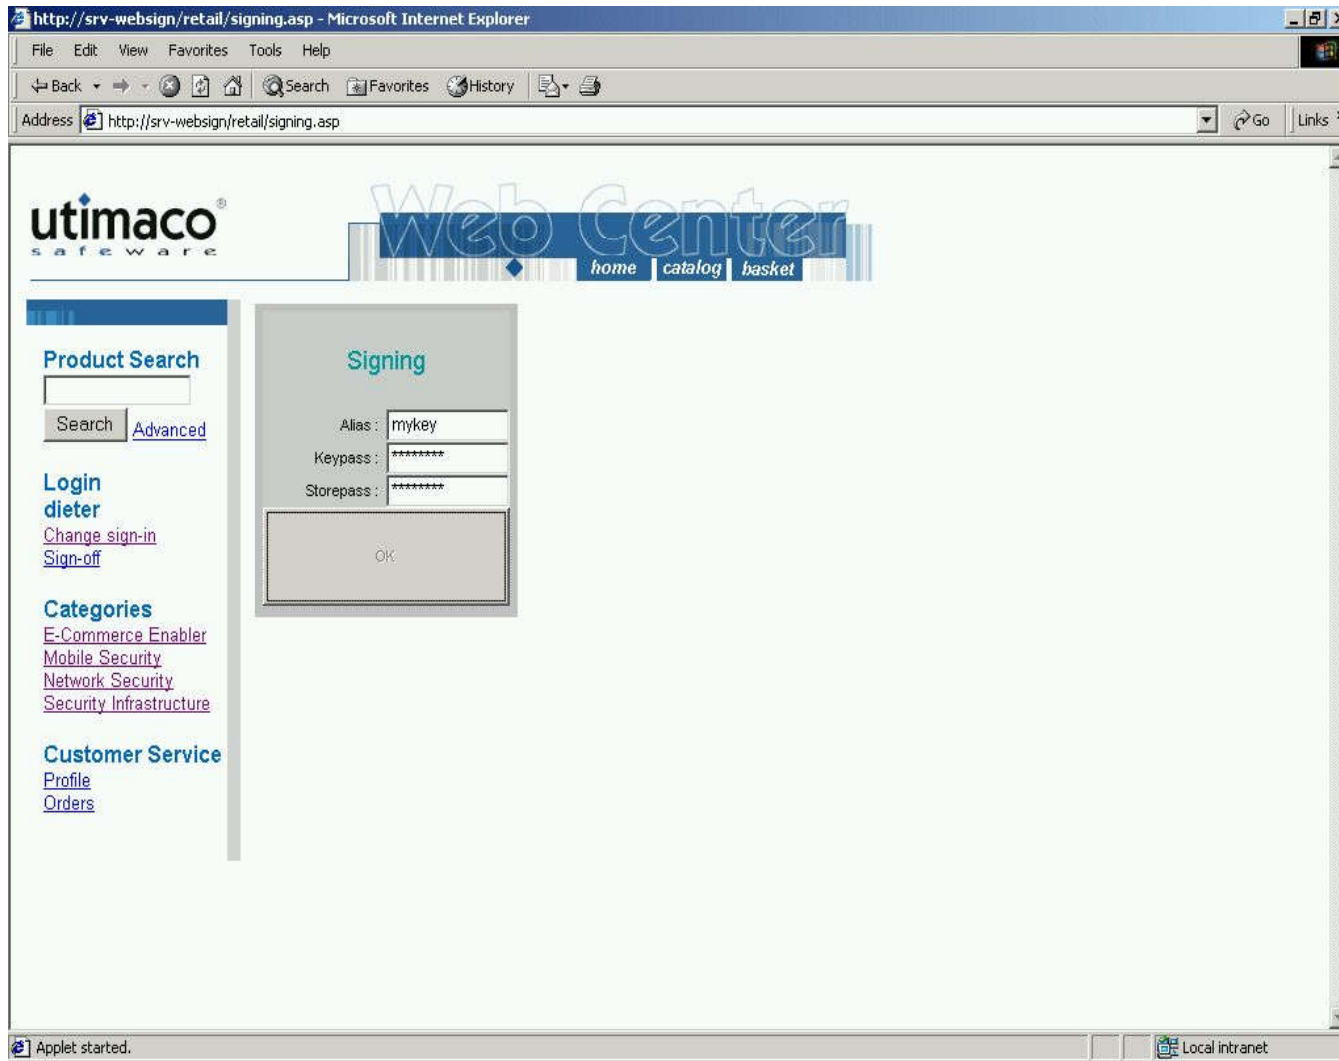 http://srv-websign/retail/signing.asp - Microsoft Internet Explorer
File Edit View Favorites Tools Help
Back Search Favorites History
Address http://srv-websign/retail/signing.asp Go Links
utimaco®
safeware
Web Center
home catalog basket
Product Search
Search Advanced
Login
dieter
Change sign-in
Sign-off
Categories
E-Commerce Enabler
Mobile Security
Network Security
Security Infrastructure
Customer Service
Profile
Orders
Signing
Alias : mykey
Keypass : ********
Storepass : ********
OK
Applet started. Local intranet